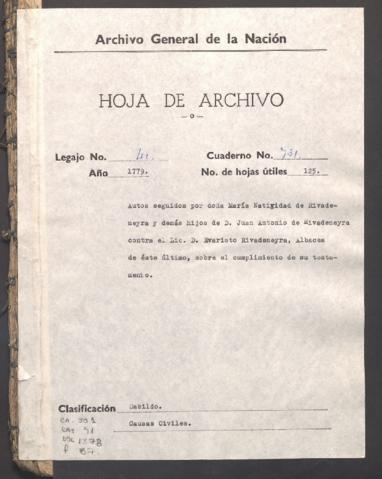 Archivo General de la Nación
HOJA DE ARCHIVO
—o—
Legajo No. Cuaderno No. 731.
Año 1779. No. de hojas útiles 125.
Autos seguidos por doña María Natividad de Rivade-
neyra y demás hijos de D. Juan Antonio de Rivadeneyra
contra el Lic. D. Evaristo Rivadeneyra, Albacea
de éste último, sobre el cumplimiento de su testa-
mento.
Clasificación Cabildo.
Causas Civiles.